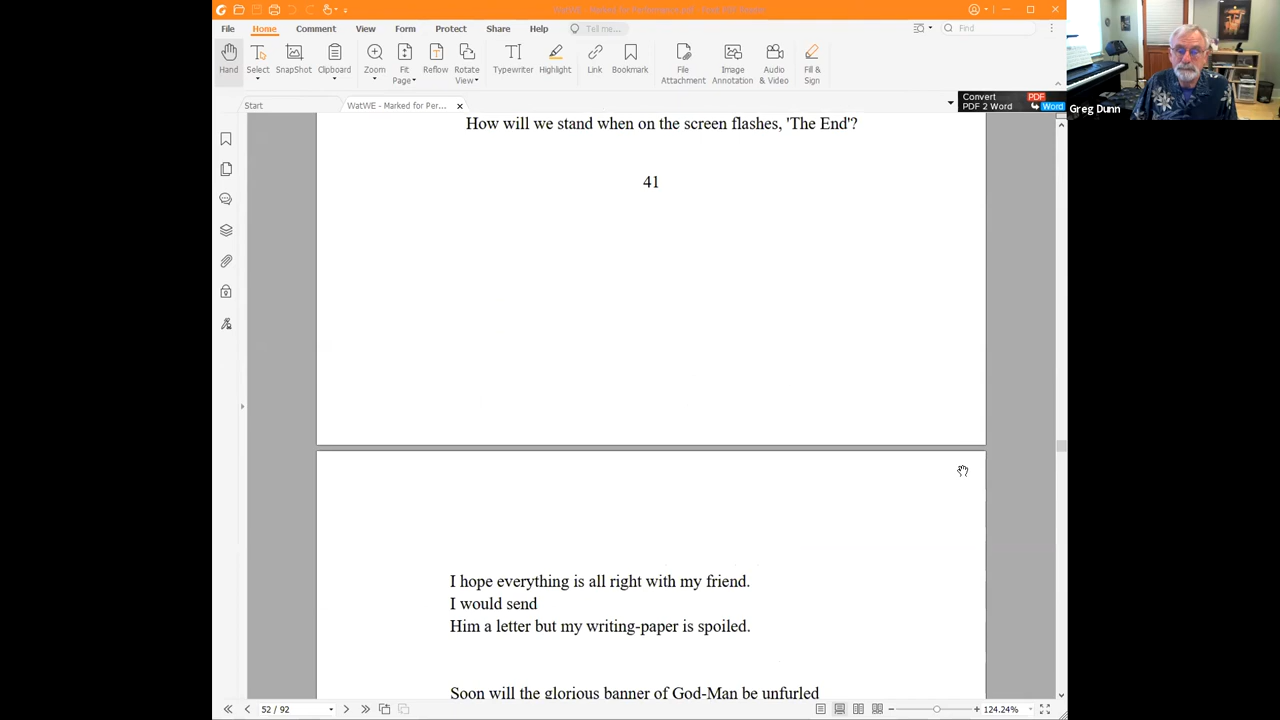 File Home Comment View Form Protect Share Help Tell me... Find
Hand Select SnapShot Clipboard Zoom Fit Page Reflow Rotate View Typewriter Highlight Link Bookmark File Attachment Image Annotation Audio & Video Fill & Sign
Start WatWE - Marked for Per... Convert PDF 2 Word PDF Word
Greg Dunn
How will we stand when on the screen flashes, 'The End'?
41
I hope everything is all right with my friend.
I would send
Him a letter but my writing-paper is spoiled.
Soon will the glorious banner of God-Man be unfurled
52 / 92 124.24%